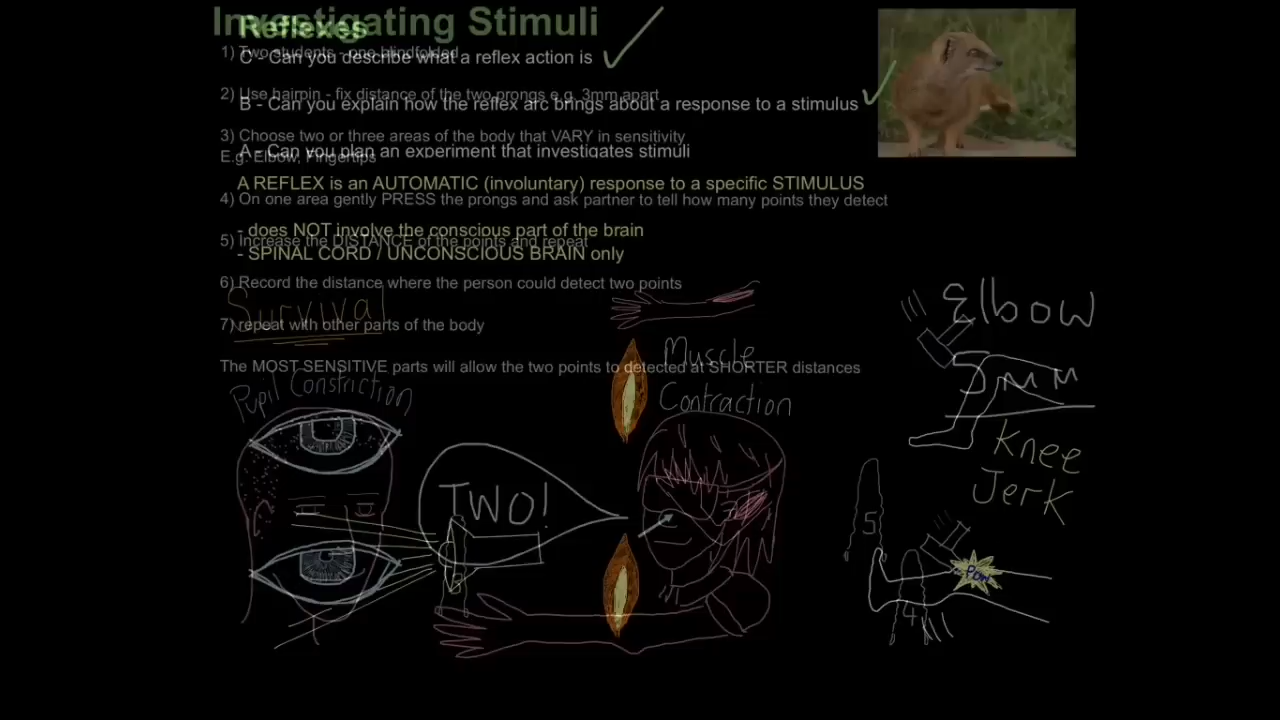 Investigating Stimuli
Reflexes
1) Two students - one blindfolded
C - Can you describe what a reflex action is
2) Use hairpin - fix distance of the two prongs e.g. 3mm apart
B - Can you explain how the reflex arc brings about a response to a stimulus
3) Choose two or three areas of the body that VARY in sensitivity
A - Can you plan an experiment that investigates stimuli
E.g. Elbow, Fingertips
A REFLEX is an AUTOMATIC (involuntary) response to a specific STIMULUS
4) On one area gently PRESS the prongs and ask partner to tell how many points they detect
- does NOT involve the conscious part of the brain
5) Increase the DISTANCE of the points and repeat
- SPINAL CORD / UNCONSCIOUS BRAIN only
6) Record the distance where the person could detect two points
Survival
Elbow
7) repeat with other parts of the body
Muscle
The MOST SENSITIVE parts will allow the two points to detected at SHORTER distances
5mm
Pupil Constriction
Contraction
Knee
Jerk
TWO!
5
Pain
4